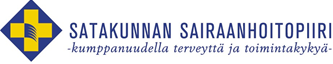 SATAKUNNAN SAIRAANHOITOPIIRI
-kumppanuudella terveyttä ja toimintakykyä-